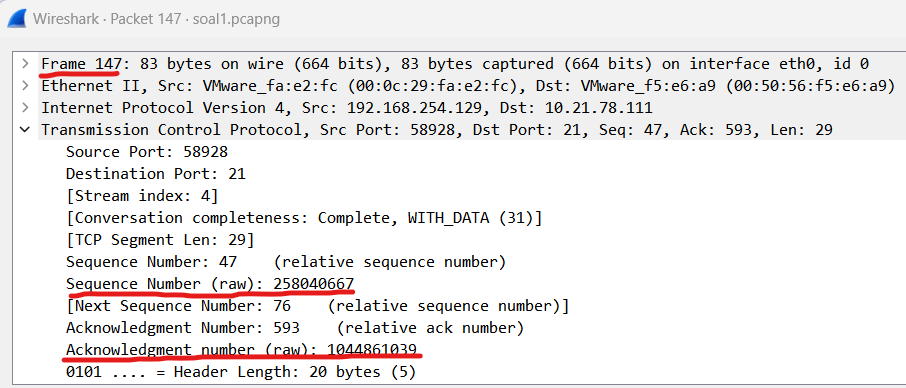 Wireshark · Packet 147 · soal1.pcapng
Frame 147: 83 bytes on wire (664 bits), 83 bytes captured (664 bits) on interface eth0, id 0
Ethernet II, Src: VMware_fa:e2:fc (00:0c:29:fa:e2:fc), Dst: VMware_f5:e6:a9 (00:50:56:f5:e6:a9)
Internet Protocol Version 4, Src: 192.168.254.129, Dst: 10.21.78.111
Transmission Control Protocol, Src Port: 58928, Dst Port: 21, Seq: 47, Ack: 593, Len: 29
Source Port: 58928
Destination Port: 21
[Stream index: 4]
[Conversation completeness: Complete, WITH_DATA (31)]
[TCP Segment Len: 29]
Sequence Number: 47    (relative sequence number)
Sequence Number (raw): 258040667
[Next Sequence Number: 76    (relative sequence number)]
Acknowledgment Number: 593    (relative ack number)
Acknowledgment number (raw): 1044861039
0101 .... = Header Length: 20 bytes (5)